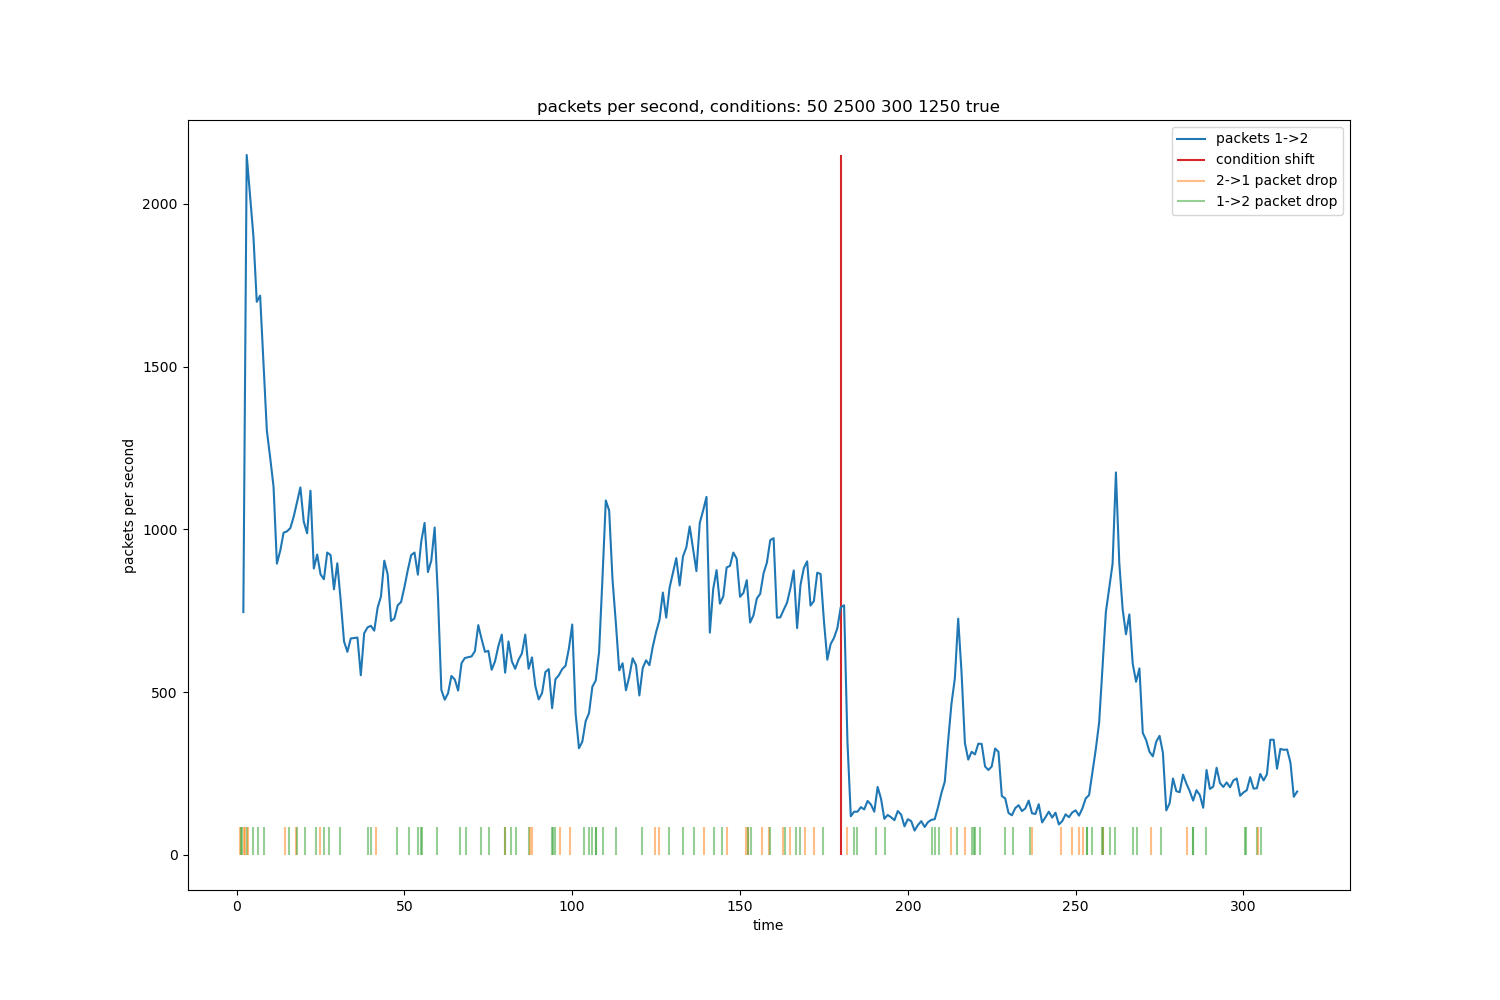 packets per second, conditions: 50 2500 300 1250 true
packets 1->2
condition shift
2->1 packet drop
1->2 packet drop
2000
1500
1000
500
0
packets per second
0 50 100 150 200 250 300
time